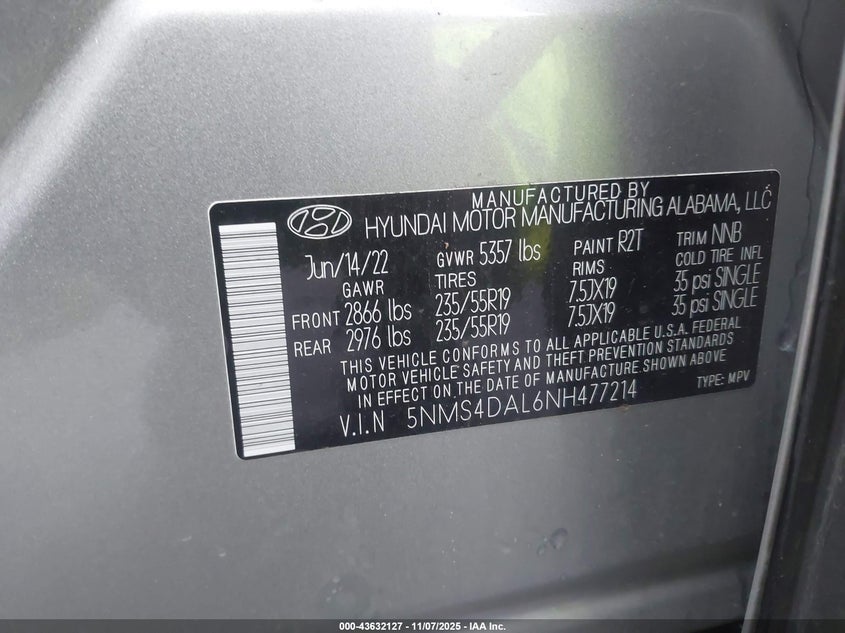 MANUFACTURED BY
HYUNDAI MOTOR MANUFACTURING ALABAMA, LLC
Jun/14/22 GVWR 5357 lbs PAINT R2T TRIM NNB
GAWR TIRES RIMS COLD TIRE INFL
FRONT 2866 lbs 235/55R19 7.5JX19 35 psi SINGLE
REAR 2976 lbs 235/55R19 7.5JX19 35 psi SINGLE
THIS VEHICLE CONFORMS TO ALL APPLICABLE U.S.A. FEDERAL
MOTOR VEHICLE SAFETY AND THEFT PREVENTION STANDARDS
IN EFFECT ON THE DATE OF MANUFACTURE SHOWN ABOVE
V.I.N 5NMS4DAL6NH477214 TYPE: MPV
000-43632127 - 11/07/2025 - IAA Inc.